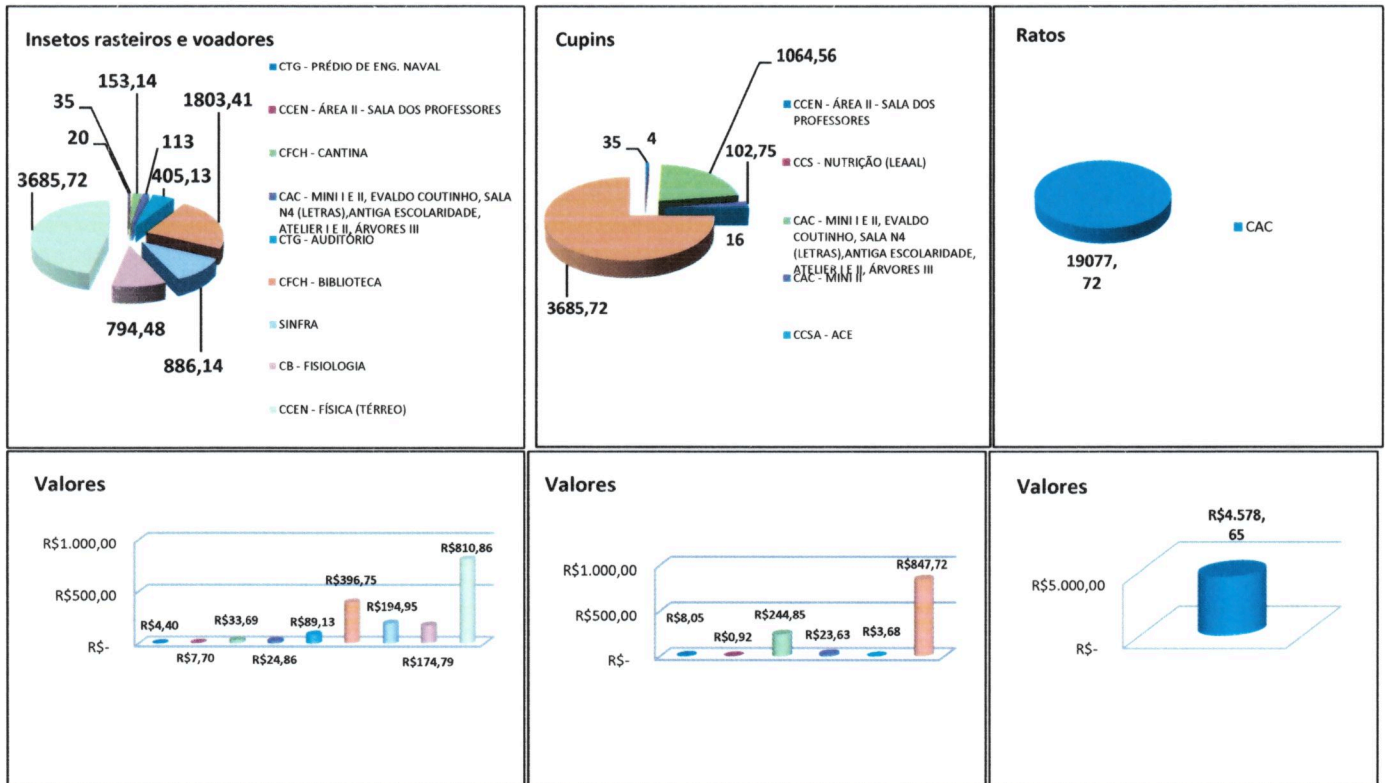 Insetos rasteiros e voadores
153,14
1803,41
35
20
113
405,13
3685,72
794,48
886,14
CTG - PRÉDIO DE ENG. NAVAL
CCEN - ÁREA II - SALA DOS PROFESSORES
CFCH - CANTINA
CAC - MINI I E II, EVALDO COUTINHO, SALA
N4 (LETRAS),ANTIGA ESCOLARIDADE,
ATELIER I E II, ÁRVORES III
CTG - AUDITÓRIO
CFCH - BIBLIOTECA
SINFRA
CB - FISIOLOGIA
CCEN - FÍSICA (TÉRREO)
Cupins
1064,56
35
4
102,75
16
3685,72
CCEN - ÁREA II - SALA DOS
PROFESSORES
CCS - NUTRIÇÃO (LEAAL)
CAC - MINI I E II, EVALDO
COUTINHO, SALA N4
(LETRAS),ANTIGA ESCOLARIDADE,
ATELIER I E II, ÁRVORES III
CAC - MINI II
CCSA - ACE
Ratos
19077,
72
CAC
Valores
R$1.000,00
R$500,00
R$-
R$4,40
R$7,70
R$33,69
R$24,86
R$89,13
R$396,75
R$194,95
R$174,79
R$810,86
Valores
R$1.000,00
R$500,00
R$-
R$8,05
R$0,92
R$244,85
R$23,63
R$3,68
R$847,72
Valores
R$4.578,
65
R$5.000,00
R$-